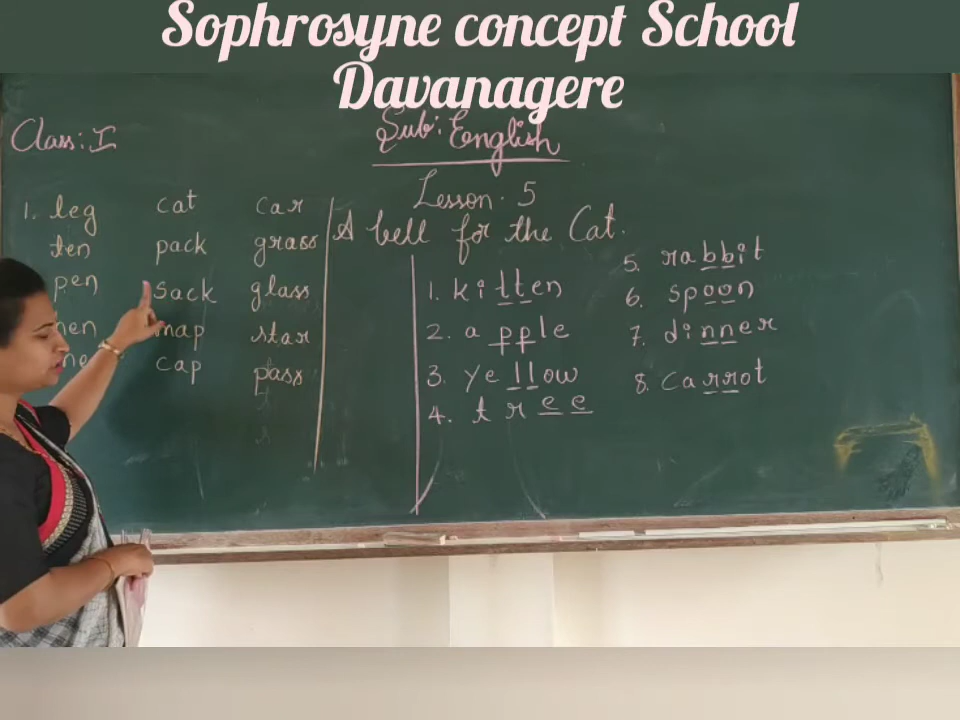 Sophrosyne concept School
Davanagere
Class: I
Sub: English
Lesson. 5
A bell for the Cat.
1. leg cat car
ten pack grass
pen sack glass
map star
cap pass
1. kitten
2. apple
3. yellow
4. tree
5. rabbit
6. spoon
7. dinner
8. carrot